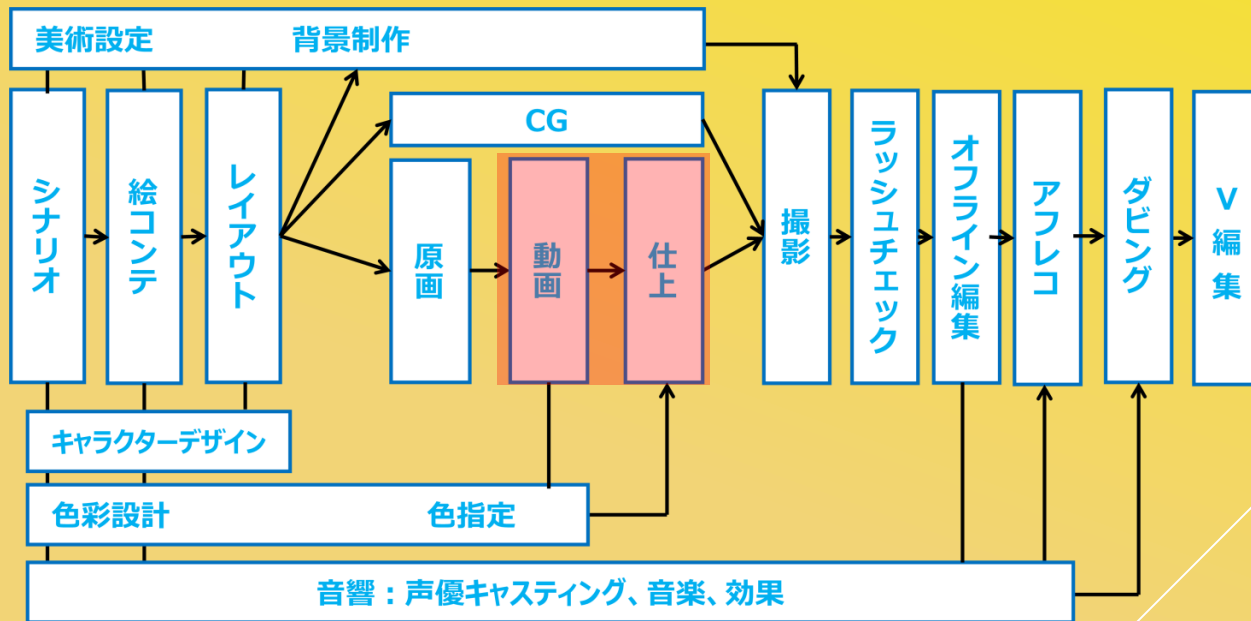 美術設定 背景制作
CG
シナリオ
絵コンテ
レイアウト
原画
動画
仕上
撮影
ラッシュチェック
オフライン編集
アフレコ
ダビング
V編集
キャラクターデザイン
色彩設計 色指定
音響：声優キャスティング、音楽、効果